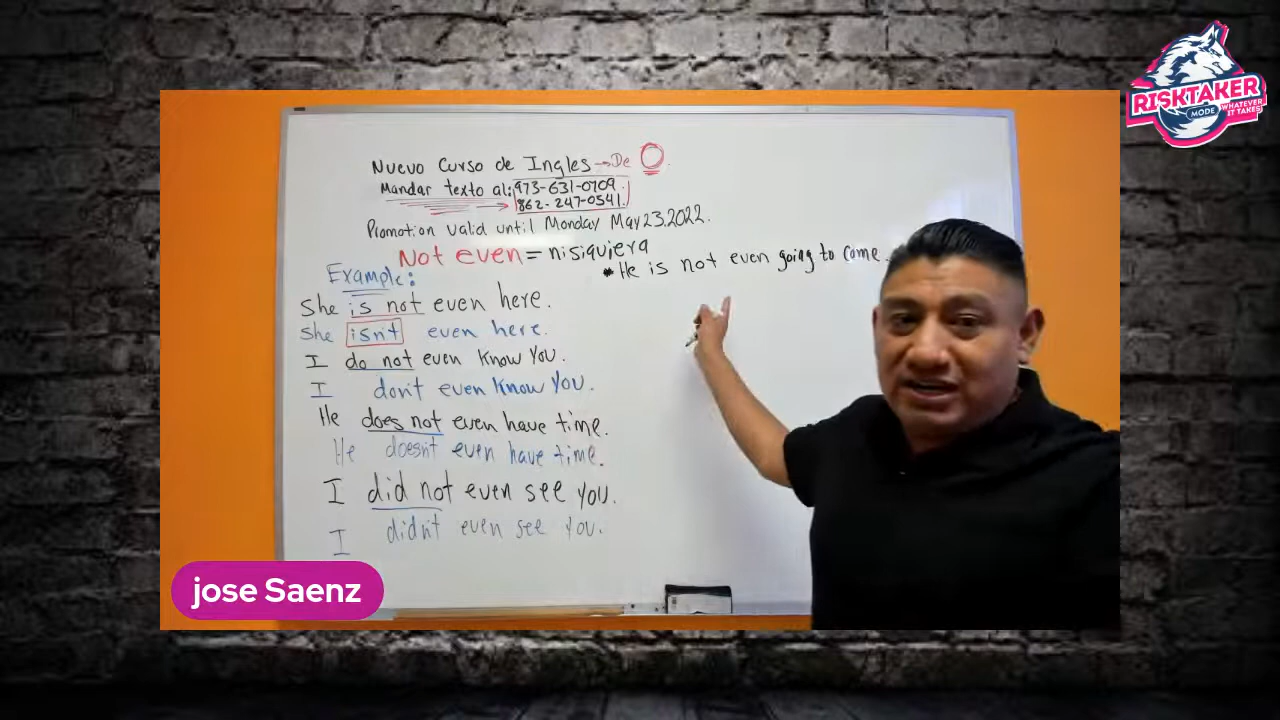 Nuevo Curso de Ingles → De 0.
Mandar texto al: 973-631-0709
862-247-0541.
Promotion valid until Monday May 23.2022.
Not even = nisiquiera
• He is not even going to come.
Example:
She is not even here.
She isn't even here.
I do not even know you.
I don't even know you.
He does not even have time.
He doesn't even have time.
I did not even see you.
I didn't even see you.
jose Saenz
RISKTAKER
MODE
WHATEVER
IT TAKES!